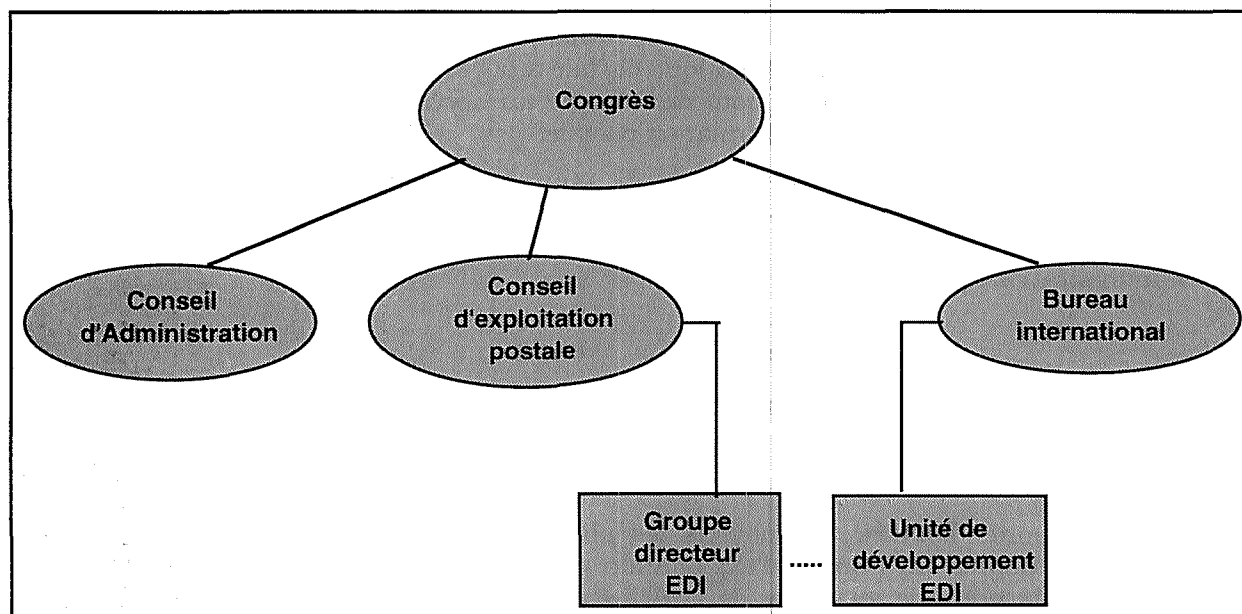 Congrès
Conseil
d'Administration
Conseil
d'exploitation
postale
Bureau
international
Groupe
directeur
EDI
.....
Unité de
développement
EDI